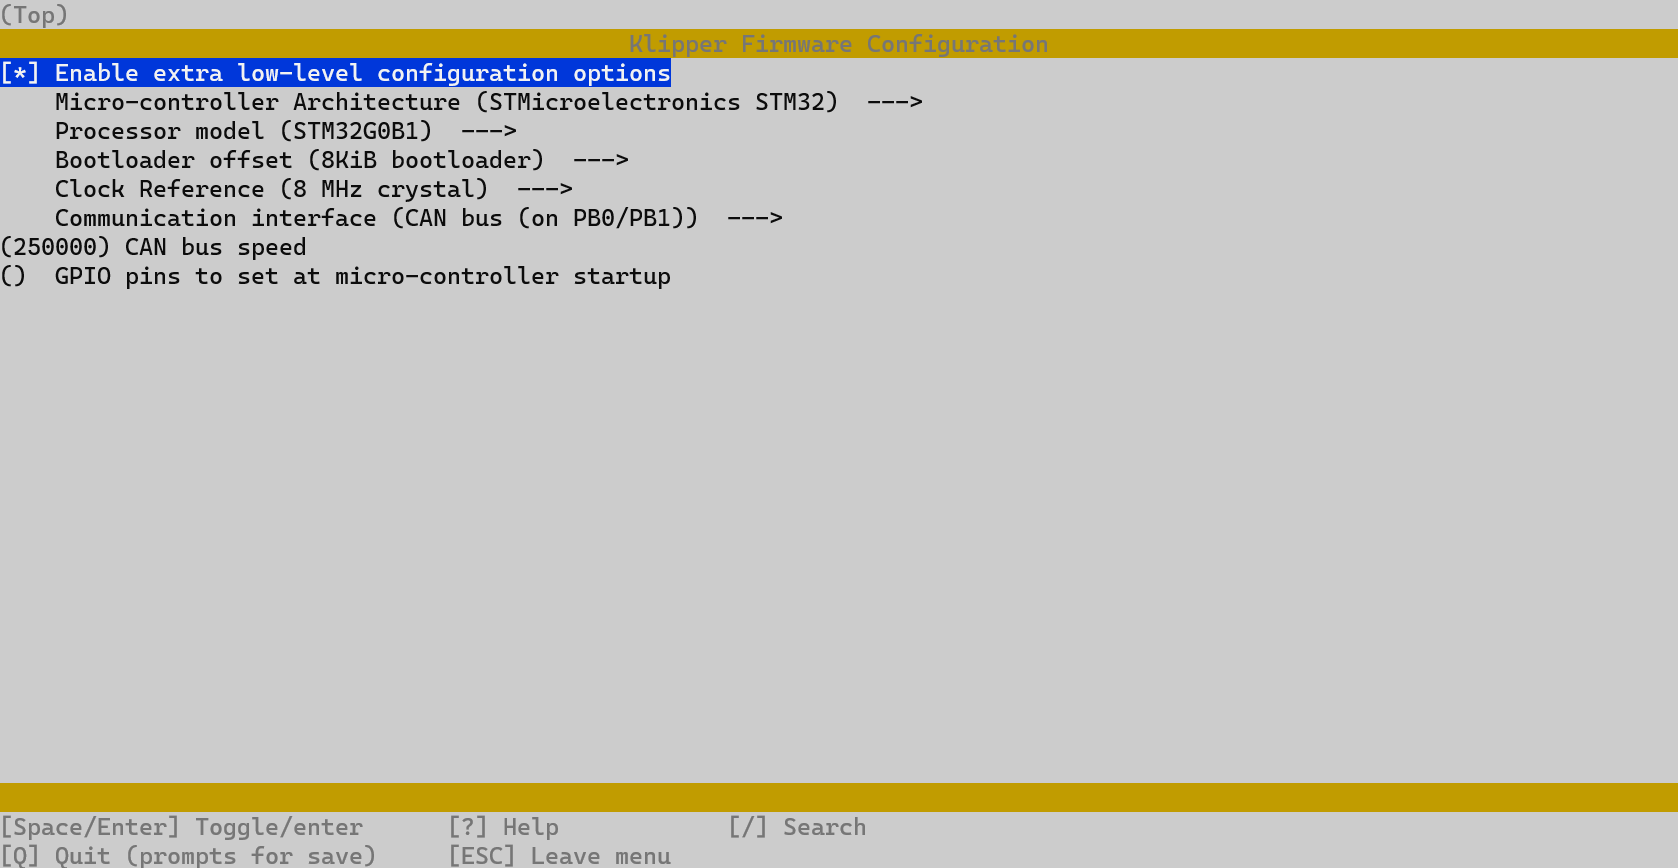 (Top)
Klipper Firmware Configuration
[*] Enable extra low-level configuration options
Micro-controller Architecture (STMicroelectronics STM32)  --->
Processor model (STM32G0B1)  --->
Bootloader offset (8KiB bootloader)  --->
Clock Reference (8 MHz crystal)  --->
Communication interface (CAN bus (on PB0/PB1))  --->
(250000) CAN bus speed
()  GPIO pins to set at micro-controller startup
[Space/Enter] Toggle/enter      [?] Help            [/] Search
[Q] Quit (prompts for save)     [ESC] Leave menu